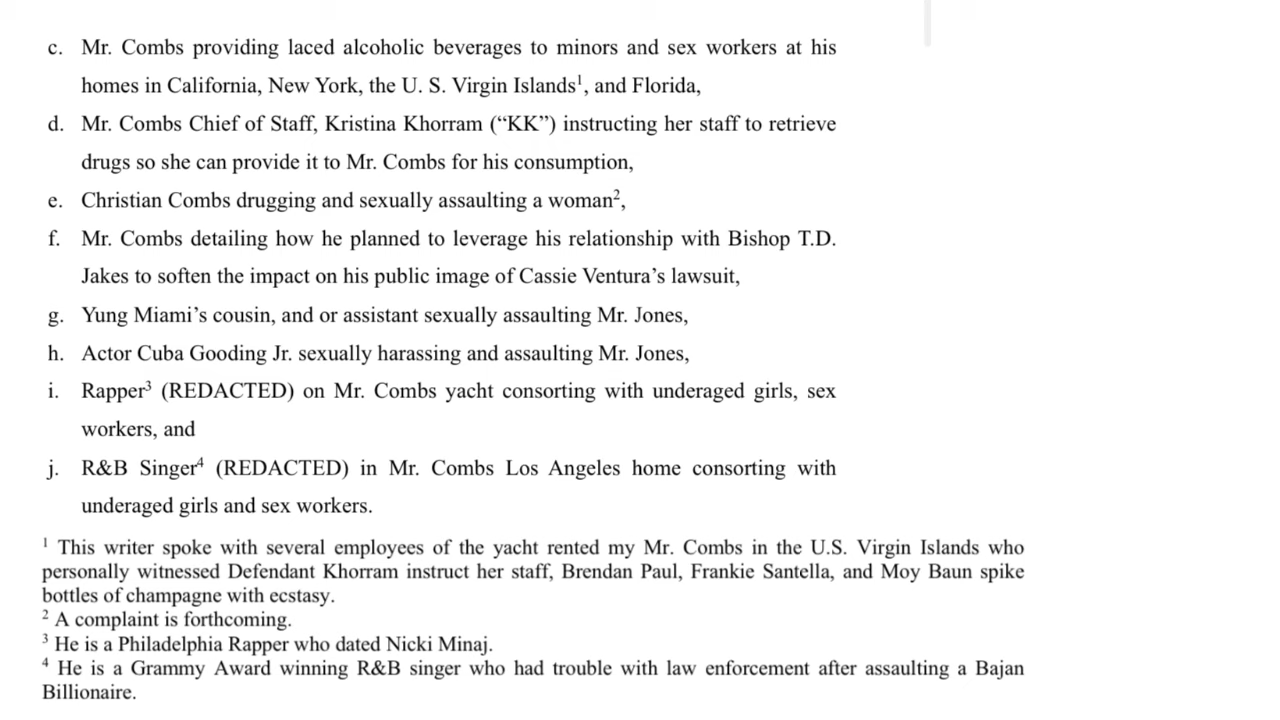 c. Mr. Combs providing laced alcoholic beverages to minors and sex workers at his
homes in California, New York, the U. S. Virgin Islands¹, and Florida,
d. Mr. Combs Chief of Staff, Kristina Khorram (“KK”) instructing her staff to retrieve
drugs so she can provide it to Mr. Combs for his consumption,
e. Christian Combs drugging and sexually assaulting a woman²,
f. Mr. Combs detailing how he planned to leverage his relationship with Bishop T.D.
Jakes to soften the impact on his public image of Cassie Ventura’s lawsuit,
g. Yung Miami’s cousin, and or assistant sexually assaulting Mr. Jones,
h. Actor Cuba Gooding Jr. sexually harassing and assaulting Mr. Jones,
i. Rapper³ (REDACTED) on Mr. Combs yacht consorting with underaged girls, sex
workers, and
j. R&B Singer⁴ (REDACTED) in Mr. Combs Los Angeles home consorting with
underaged girls and sex workers.
¹ This writer spoke with several employees of the yacht rented my Mr. Combs in the U.S. Virgin Islands who
personally witnessed Defendant Khorram instruct her staff, Brendan Paul, Frankie Santella, and Moy Baun spike
bottles of champagne with ecstasy.
² A complaint is forthcoming.
³ He is a Philadelphia Rapper who dated Nicki Minaj.
⁴ He is a Grammy Award winning R&B singer who had trouble with law enforcement after assaulting a Bajan
Billionaire.